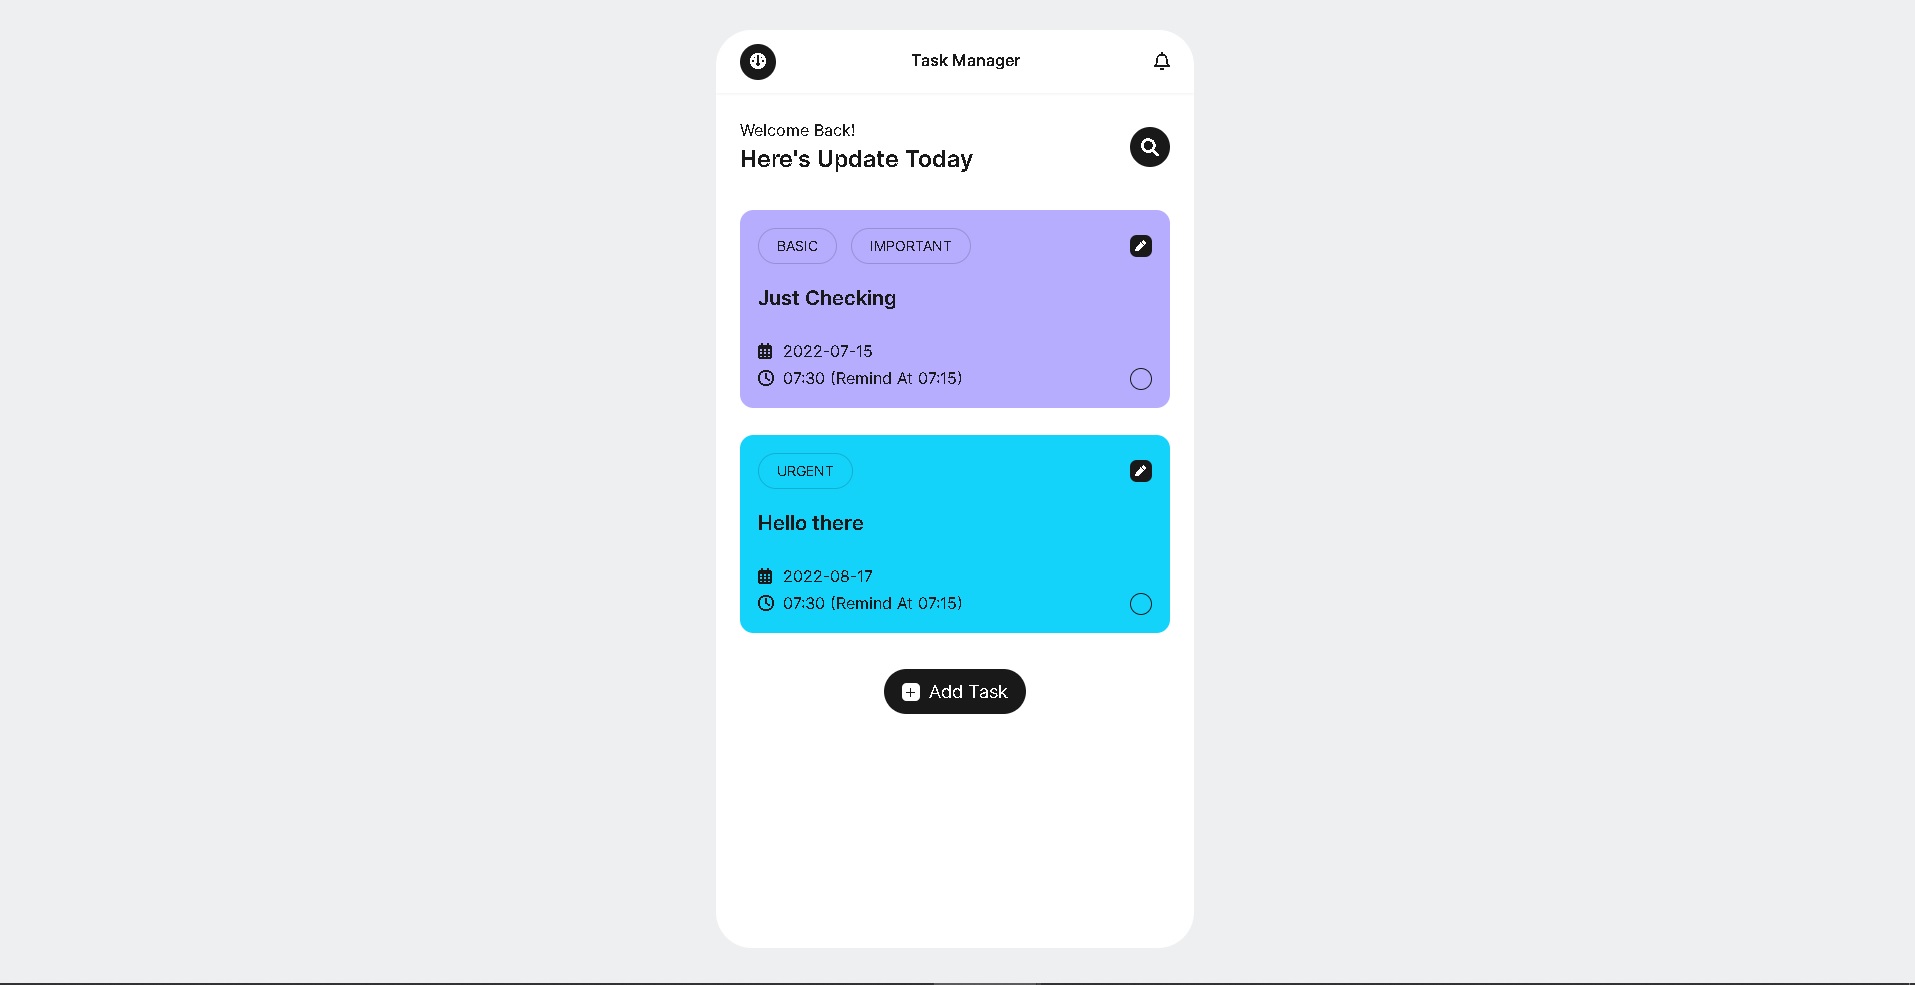 Task Manager
Welcome Back!
Here's Update Today
BASIC IMPORTANT
Just Checking
2022-07-15
07:30 (Remind At 07:15)
URGENT
Hello there
2022-08-17
07:30 (Remind At 07:15)
Add Task